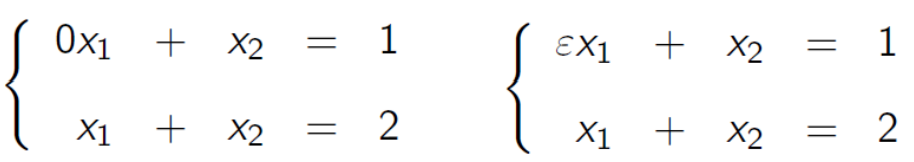 0x₁ + x₂ = 1 εx₁ + x₂ = 1
x₁ + x₂ = 2 x₁ + x₂ = 2